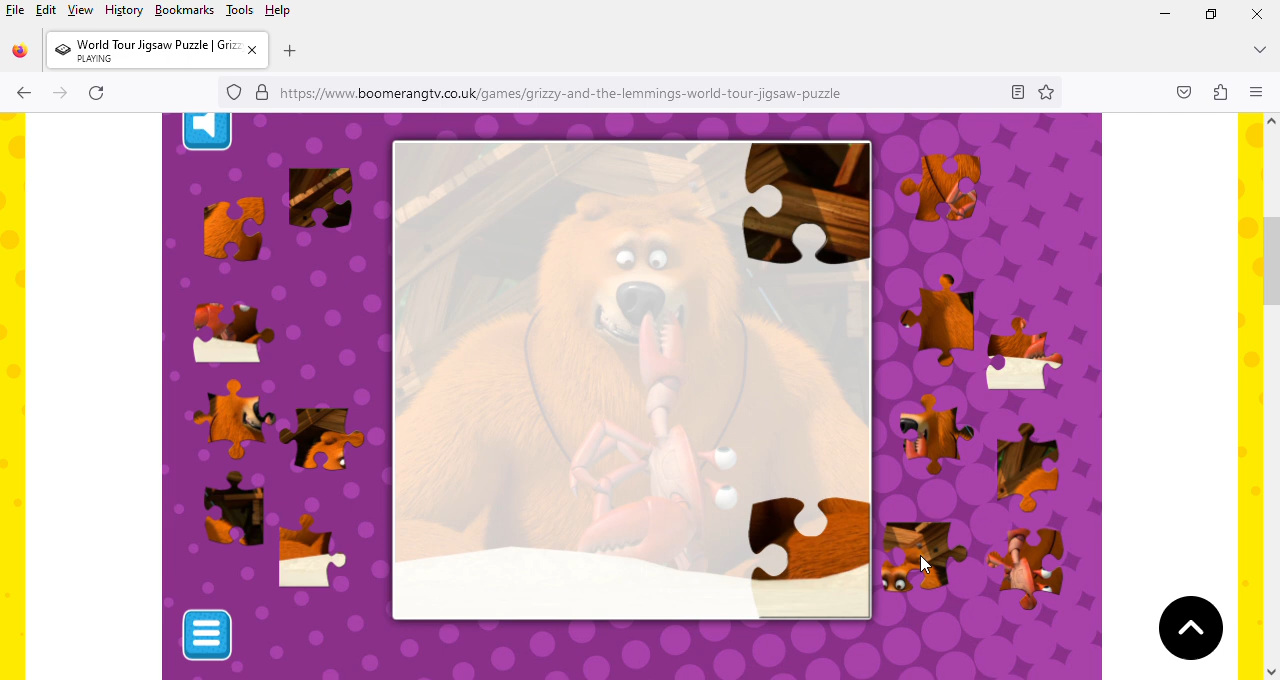 File Edit View History Bookmarks Tools Help
World Tour Jigsaw Puzzle | Griz
PLAYING
https://www.boomerangtv.co.uk/games/grizzy-and-the-lemmings-world-tour-jigsaw-puzzle